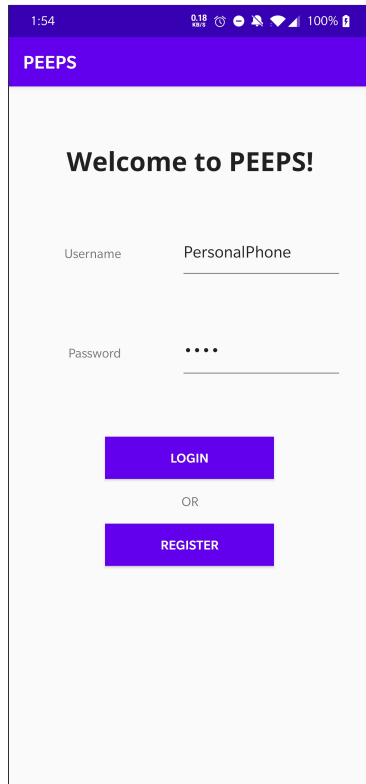 1:54 0.18 KB/S 100%
PEEPS
Welcome to PEEPS!
Username PersonalPhone
Password ••••
LOGIN
OR
REGISTER